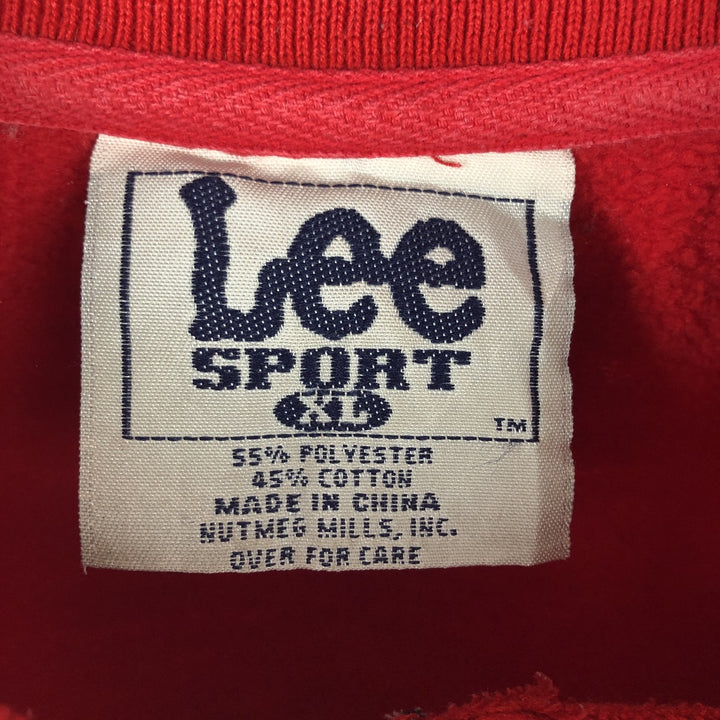 Lee
SPORT
XL
TM
55% POLYESTER
45% COTTON
MADE IN CHINA
NUTMEG MILLS, INC.
OVER FOR CARE